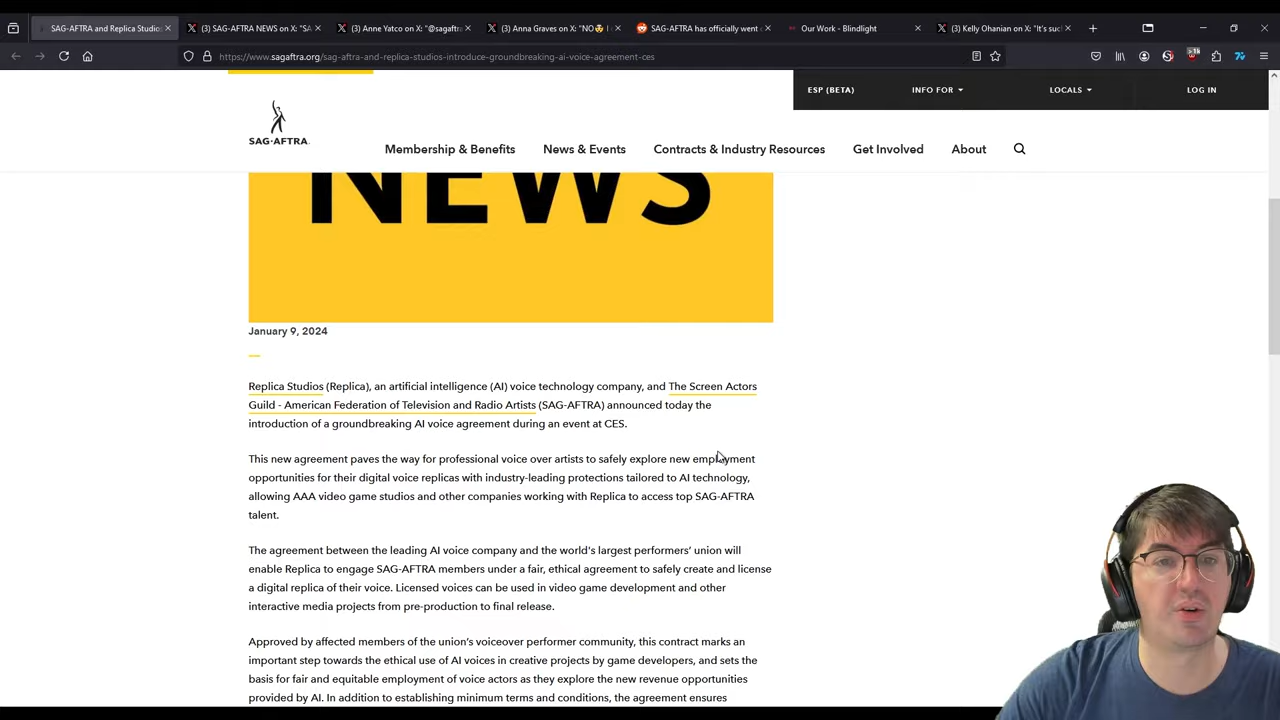 SAG-AFTRA and Replica Studios
(3) SAG-AFTRA NEWS on X: "SA
(3) Anne Yatco on X: "@sagaftra
(3) Anna Graves on X: "NO🤯 I
SAG-AFTRA has officially went
Our Work - Blindlight
(3) Kelly Ohanian on X: "It's suc
https://www.sagaftra.org/sag-aftra-and-replica-studios-introduce-groundbreaking-ai-voice-agreement-ces
ESP (BETA)
INFO FOR
LOCALS
LOG IN
SAG·AFTRA.
Membership & Benefits
News & Events
Contracts & Industry Resources
Get Involved
About
NEWS
January 9, 2024
Replica Studios (Replica), an artificial intelligence (AI) voice technology company, and The Screen Actors
Guild - American Federation of Television and Radio Artists (SAG-AFTRA) announced today the
introduction of a groundbreaking AI voice agreement during an event at CES.
This new agreement paves the way for professional voice over artists to safely explore new employment
opportunities for their digital voice replicas with industry-leading protections tailored to AI technology,
allowing AAA video game studios and other companies working with Replica to access top SAG-AFTRA
talent.
The agreement between the leading AI voice company and the world's largest performers' union will
enable Replica to engage SAG-AFTRA members under a fair, ethical agreement to safely create and license
a digital replica of their voice. Licensed voices can be used in video game development and other
interactive media projects from pre-production to final release.
Approved by affected members of the union's voiceover performer community, this contract marks an
important step towards the ethical use of AI voices in creative projects by game developers, and sets the
basis for fair and equitable employment of voice actors as they explore the new revenue opportunities
provided by AI. In addition to establishing minimum terms and conditions, the agreement ensures